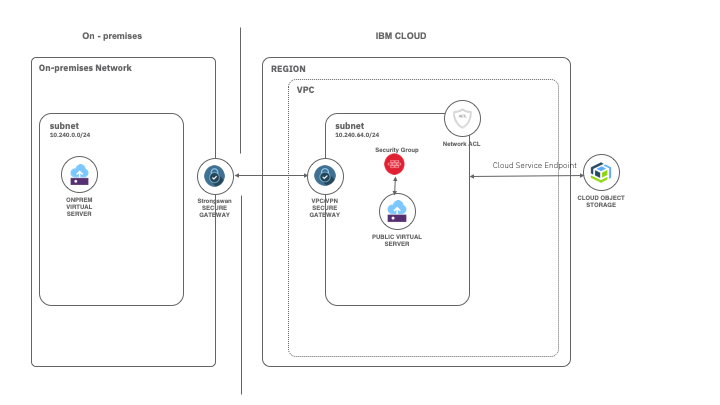 On - premises
IBM CLOUD
On-premises Network
REGION
VPC
subnet
10.240.0.0/24
subnet
10.240.64.0/24
ACL
Network ACL
Security Group
Cloud Service Endpoint
ONPREM
VIRTUAL
SERVER
Strongswan
SECURE
GATEWAY
VPC/VPN
SECURE
GATEWAY
PUBLIC VIRTUAL
SERVER
CLOUD OBJECT
STORAGE